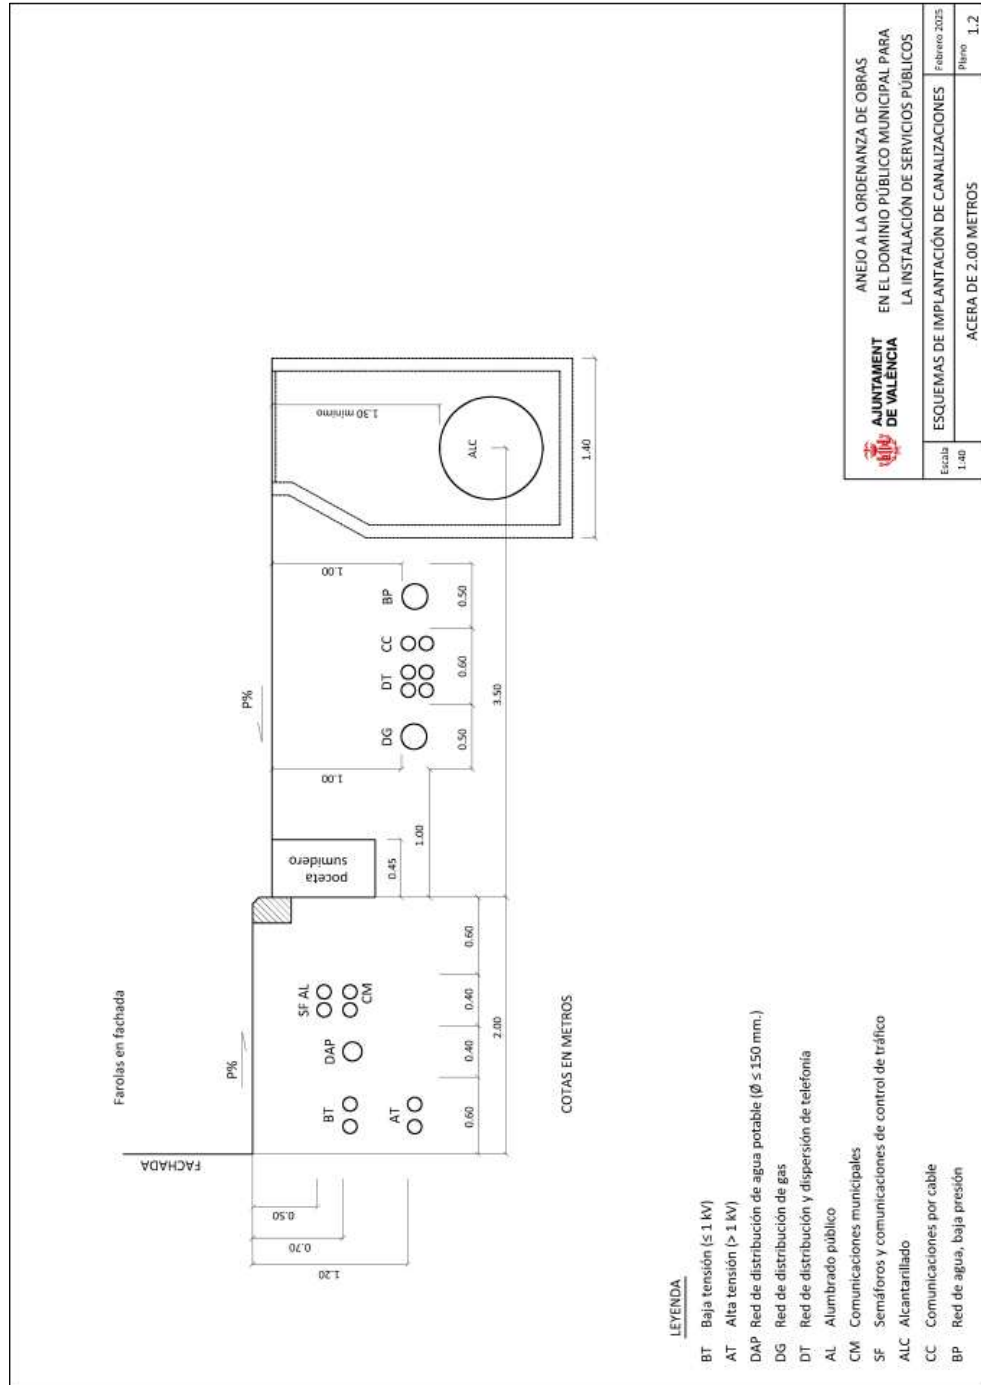 Farolas en fachada
FACHADA
P%
P%
0.50
0.70
1.20
BT
AT
DAP
SF AL
CM
0.60
0.40
0.40
0.60
2.00
poceta
sumidero
0.45
1.00
1.00
DG
DT
CC
BP
1.00
0.50
0.60
0.50
3.50
1.30 mínimo
ALC
1.40
COTAS EN METROS
LEYENDA
BT Baja tensión (≤ 1 kV)
AT Alta tensión (> 1 kV)
DAP Red de distribución de agua potable (Ø ≤ 150 mm.)
DG Red de distribución de gas
DT Red de distribución y dispersión de telefonía
AL Alumbrado público
CM Comunicaciones municipales
SF Semáforos y comunicaciones de control de tráfico
ALC Alcantarillado
CC Comunicaciones por cable
BP Red de agua, baja presión
AJUNTAMENT
DE VALÈNCIA
ANEJO A LA ORDENANZA DE OBRAS
EN EL DOMINIO PÚBLICO MUNICIPAL PARA
LA INSTALACIÓN DE SERVICIOS PÚBLICOS
Escala
1:40
ESQUEMAS DE IMPLANTACIÓN DE CANALIZACIONES
ACERA DE 2.00 METROS
Febrero 2025
Plano
1.2